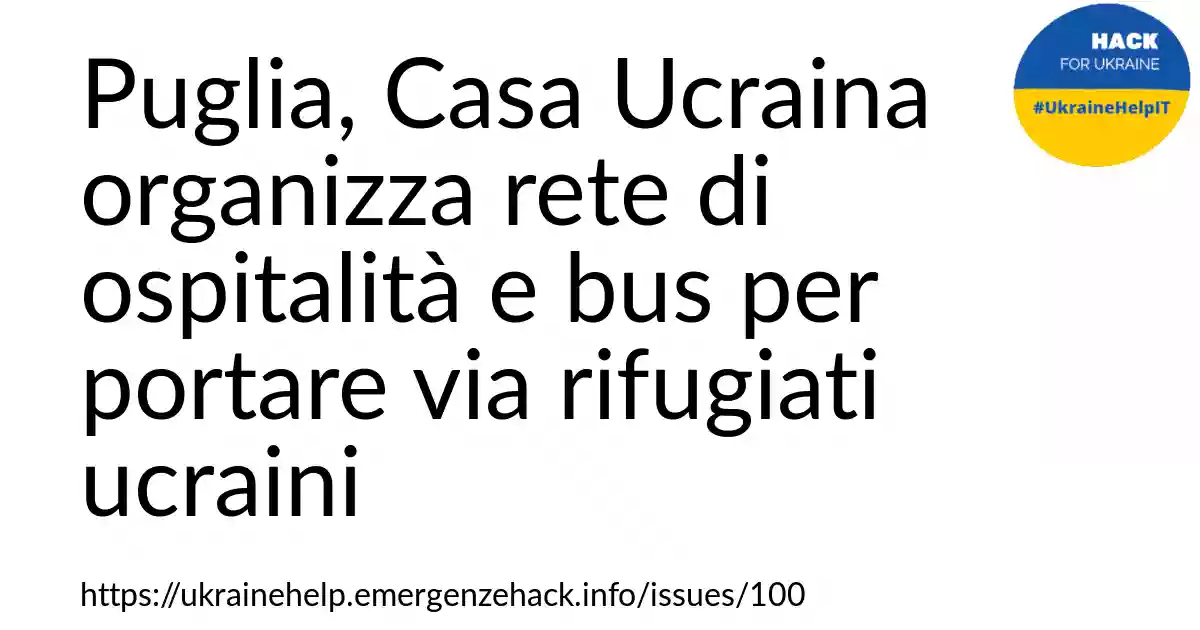 Puglia, Casa Ucraina
organizza rete di
ospitalità e bus per
portare via rifugiati
ucraini
https://ukrainehelp.emergenzehack.info/issues/100
HACK
FOR UKRAINE
#UkraineHelpIT